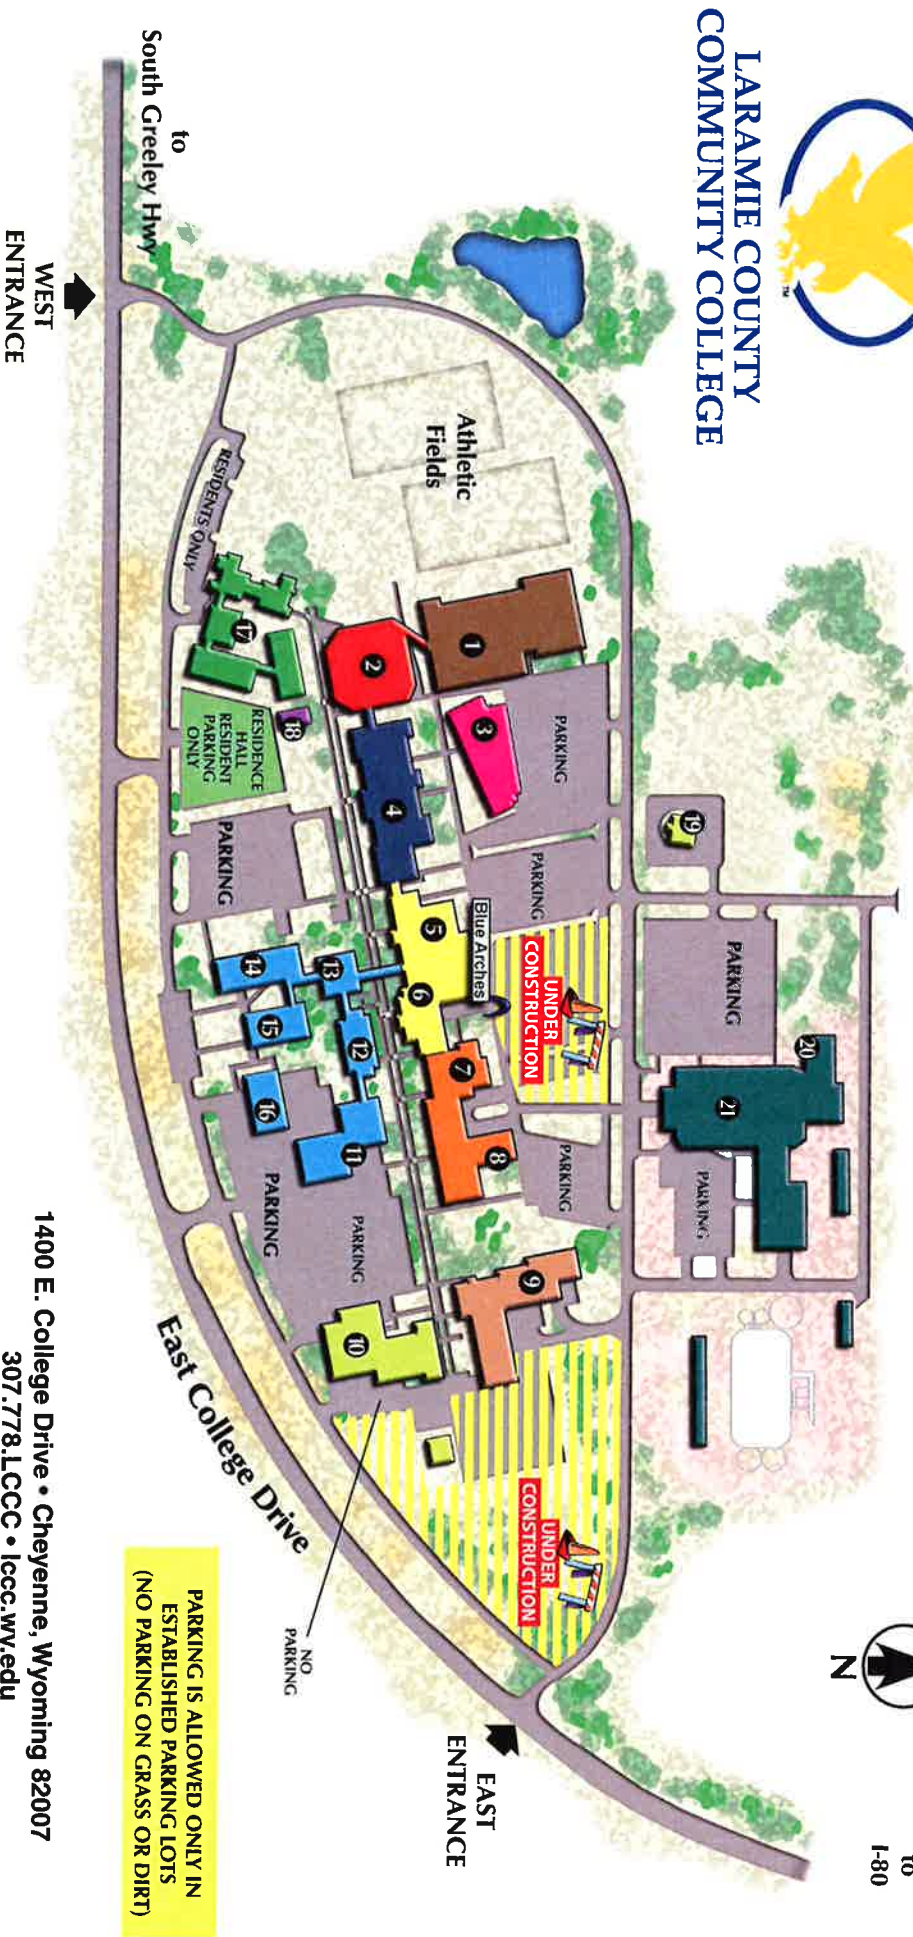 LARAMIE COUNTY
COMMUNITY COLLEGE
TM
to
I-80
N
to
South Greeley Hwy
WEST
ENTRANCE
Athletic
Fields
RESIDENTS ONLY
1
2
3
4
5
6
7
8
9
10
11
12
13
14
15
16
17
18
19
20
21
PARKING
PARKING
PARKING
PARKING
PARKING
PARKING
PARKING
PARKING
RESIDENCE
HALL
RESIDENT
PARKING
ONLY
Blue Arches
UNDER
CONSTRUCTION
UNDER
CONSTRUCTION
NO
PARKING
East College Drive
EAST
ENTRANCE
PARKING IS ALLOWED ONLY IN
ESTABLISHED PARKING LOTS
(NO PARKING ON GRASS OR DIRT)
1400 E. College Drive • Cheyenne, Wyoming 82007
307.778.LCCC • lccc.wy.edu